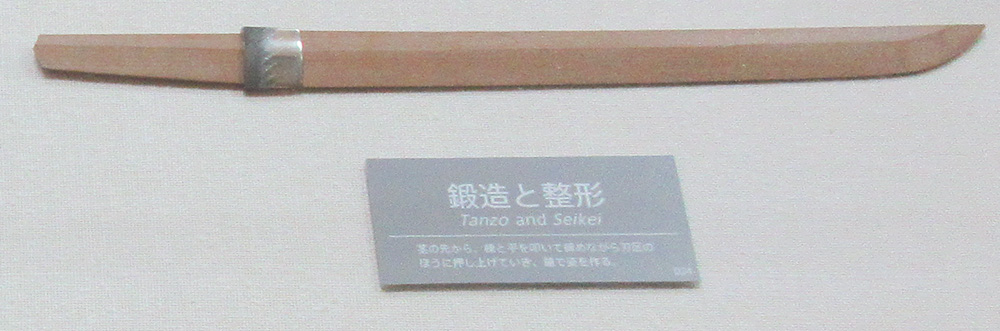 鍛造と整形
Tanzo and Seikei
茎の先から、棟と平を叩いて締めながら刃区の
ほうに押し上げていき、鑢で姿を作る。